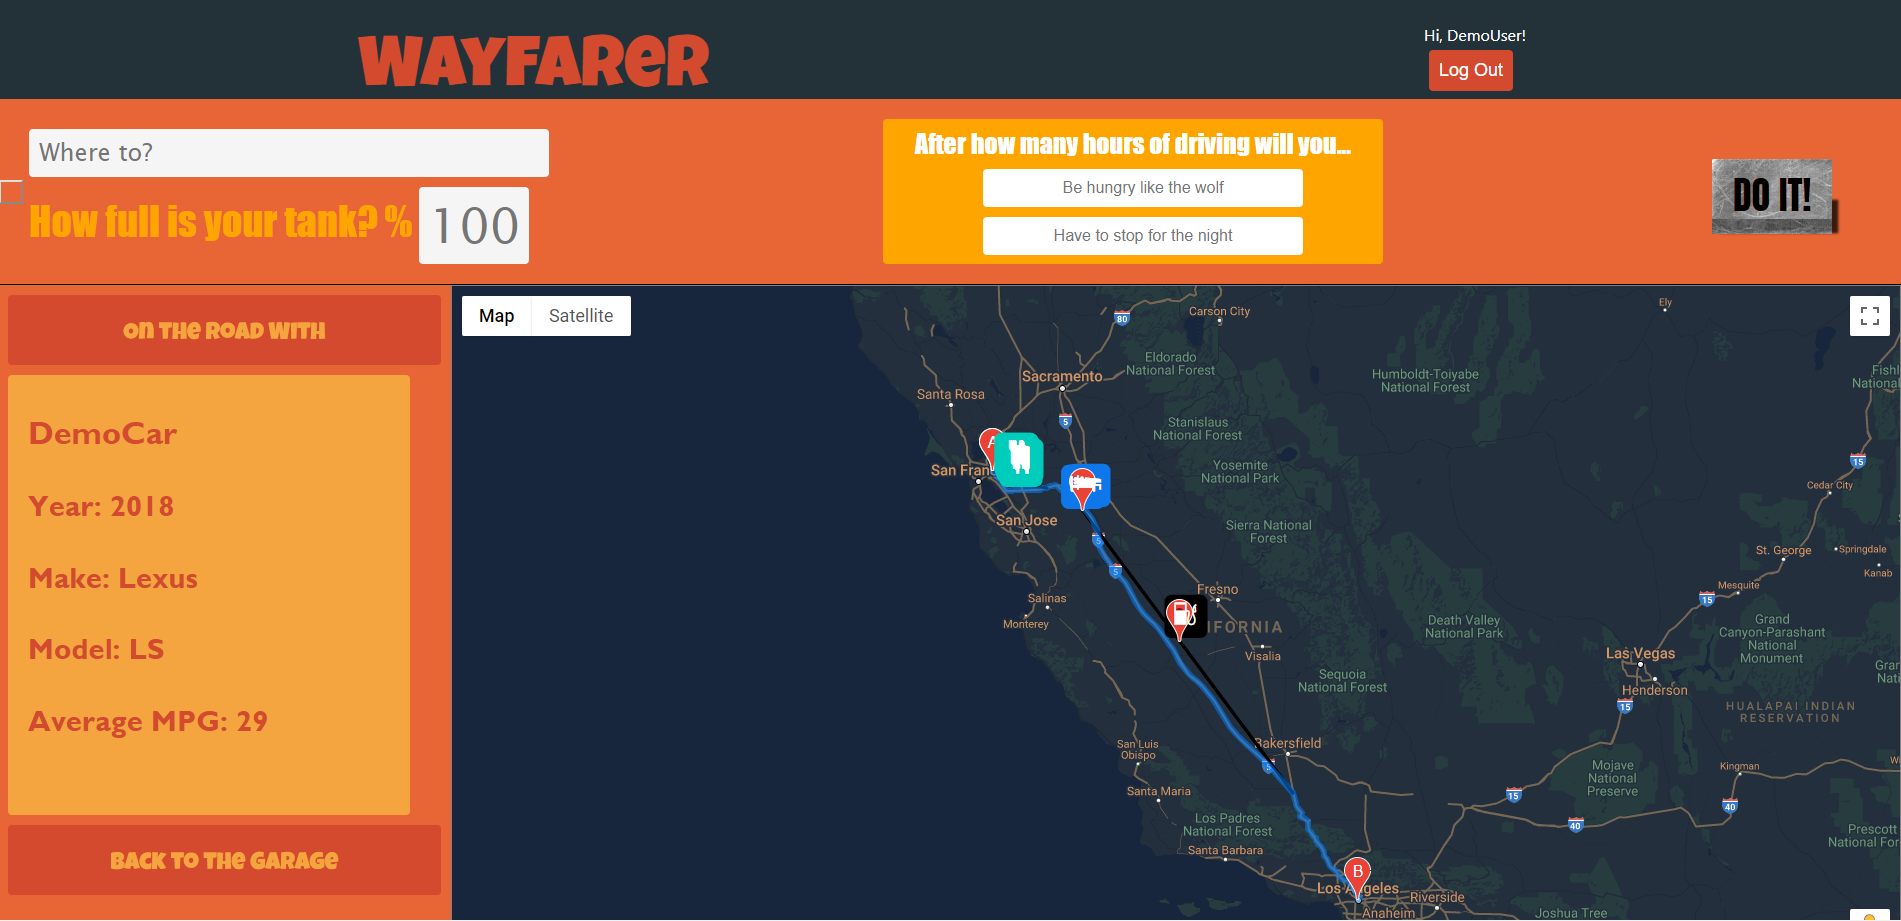 WAYFARER
Hi, DemoUser!
Log Out
Where to?
How full is your tank? %
100
After how many hours of driving will you...
Be hungry like the wolf
Have to stop for the night
DO IT!
On The Road With
DemoCar
Year: 2018
Make: Lexus
Model: LS
Average MPG: 29
Back To The Garage
Map
Satellite
80
Carson City
Ely
Eldorado
National Forest
Humboldt-Toiyabe
National Forest
Fishl
National
Sacramento
Santa Rosa
5
Stanislaus
National Forest
A
San Fran
Yosemite
National Park
15
Cedar City
San Jose
Sierra National
Forest
5
5
St. George
Springdale
Kanab
Mesquite
15
Fresno
Salinas
Monterey
IFORNIA
Death Valley
National Park
Grand
Canyon-Parashant
National
Monument
Visalia
Las Vegas
Henderson
Gran
Nati
Sequoia
National Forest
15
HUALAPAI INDIAN
RESERVATION
San Luis
Obispo
Bakersfield
5
Santa Maria
Mojave
National
Preserve
Kingman
Wi
15
40
40
Los Padres
National Forest
Prescott
National For
Santa Barbara
B
Los Angeles
Riverside
Anaheim
Joshua Tree